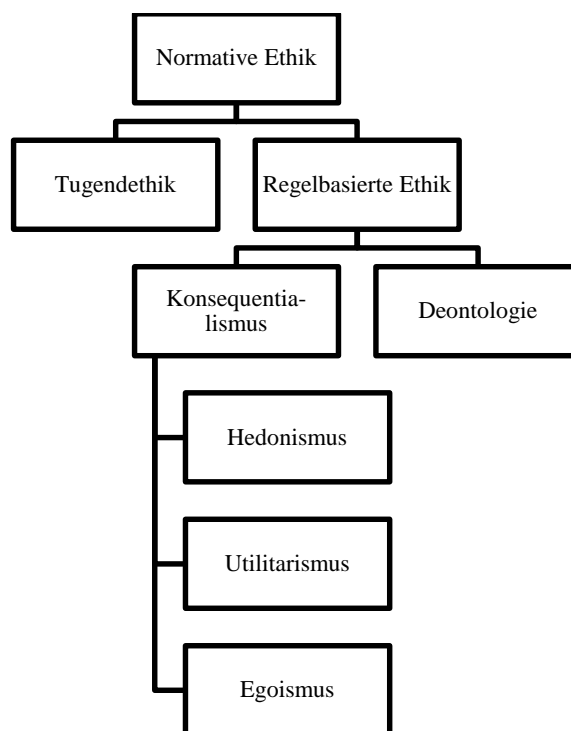 Normative Ethik
Tugendethik
Regelbasierte Ethik
Konsequentia-
lismus
Deontologie
Hedonismus
Utilitarismus
Egoismus